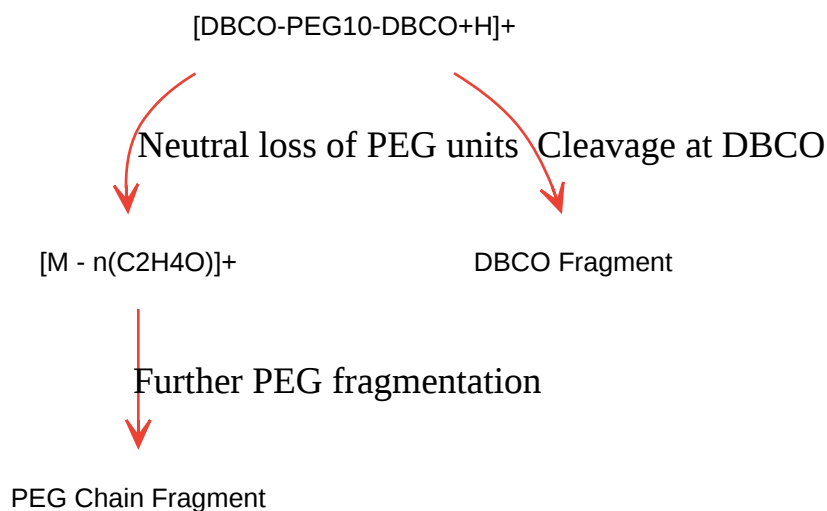 [DBCO-PEG10-DBCO+H]+
Neutral loss of PEG units
Cleavage at DBCO
[M - n(C2H4O)]+
DBCO Fragment
Further PEG fragmentation
PEG Chain Fragment